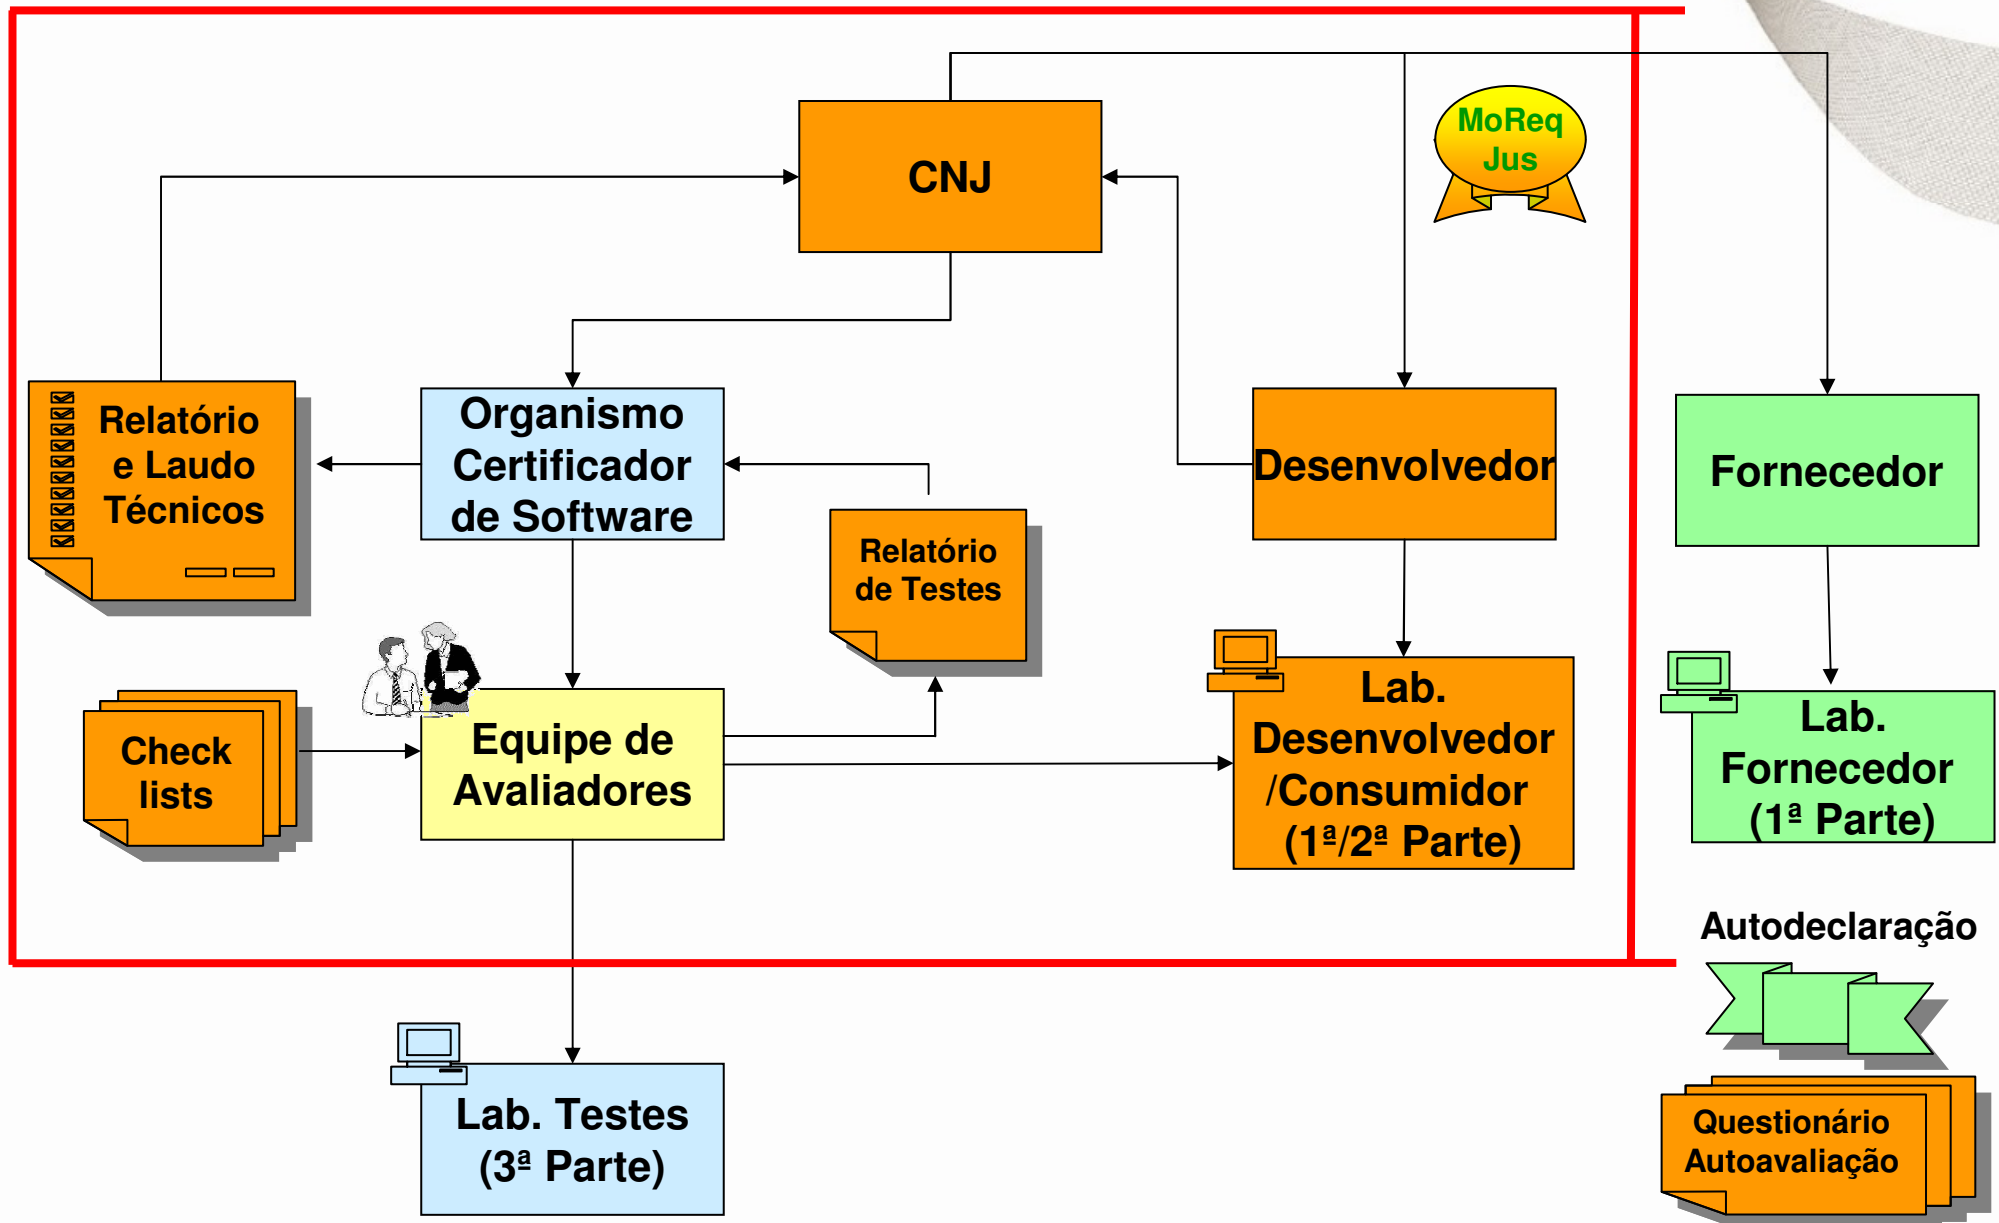 CNJ
MoReq
Jus
Relatório
e Laudo
Técnicos
Organismo
Certificador
de Software
Desenvolvedor
Fornecedor
Relatório
de Testes
Check
lists
Equipe de
Avaliadores
Lab.
Desenvolvedor
/Consumidor
(1ª/2ª Parte)
Lab.
Fornecedor
(1ª Parte)
Autodeclaração
Lab. Testes
(3ª Parte)
Questionário
Autoavaliação